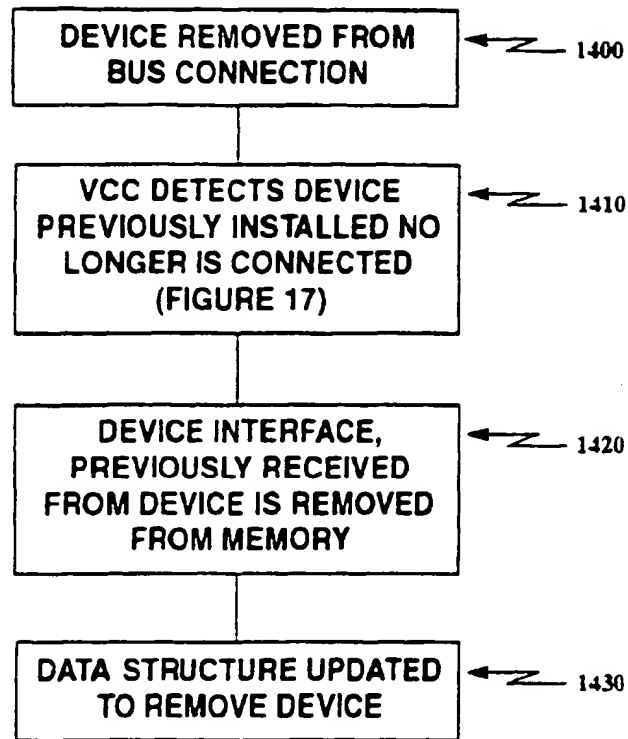 DEVICE REMOVED FROM
BUS CONNECTION
1400
VCC DETECTS DEVICE
PREVIOUSLY INSTALLED NO
LONGER IS CONNECTED
(FIGURE 17)
1410
DEVICE INTERFACE,
PREVIOUSLY RECEIVED
FROM DEVICE IS REMOVED
FROM MEMORY
1420
DATA STRUCTURE UPDATED
TO REMOVE DEVICE
1430